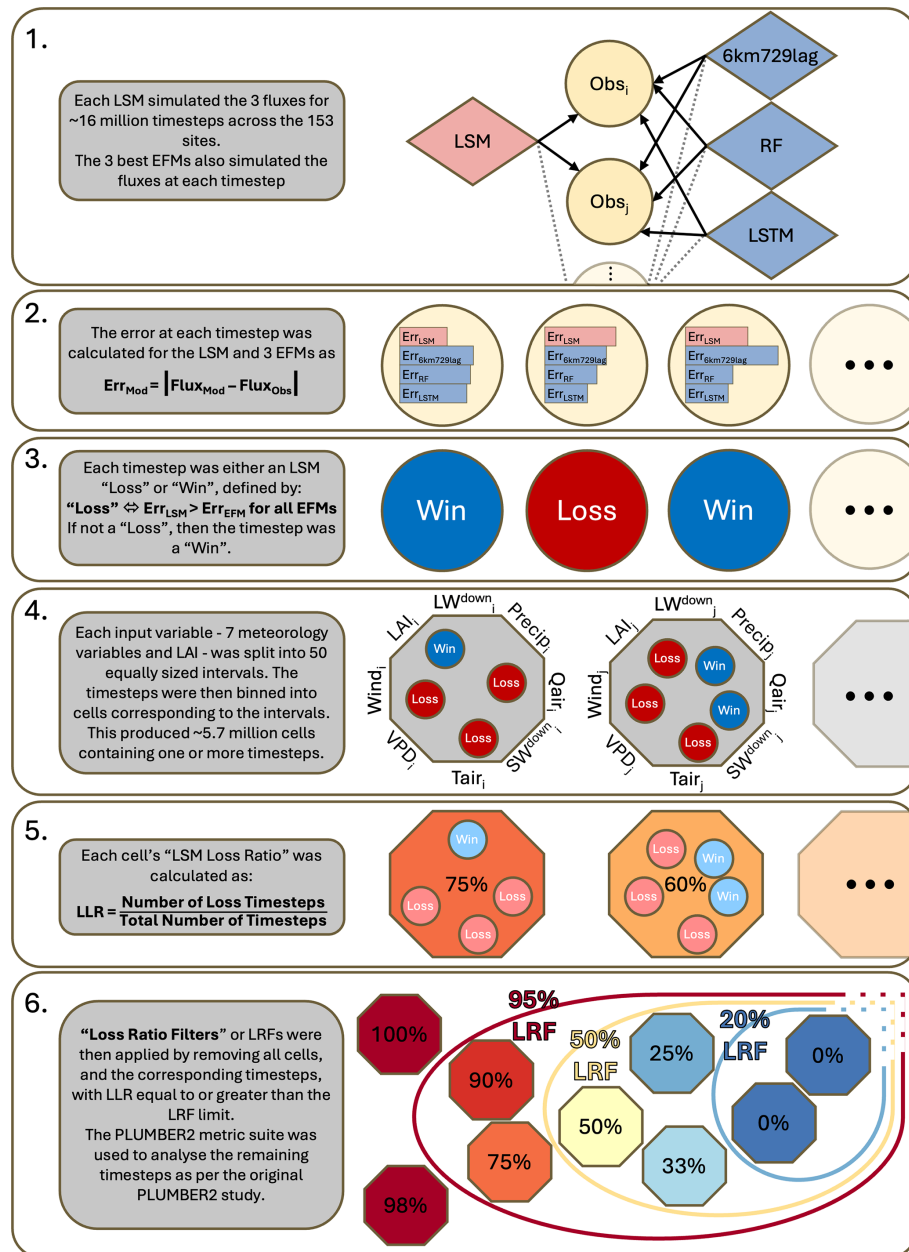 1.
Each LSM simulated the 3 fluxes for
~16 million timesteps across the 153
sites.
The 3 best EFMs also simulated the
fluxes at each timestep
LSM
Obsᵢ
Obsⱼ
⋮
6km729lag
RF
LSTM
2.
The error at each timestep was
calculated for the LSM and 3 EFMs as
Err_Mod = |Flux_Mod – Flux_Obs|
Err_LSM
Err_6km729lag
Err_RF
Err_LSTM
Err_LSM
Err_6km729lag
Err_RF
Err_LSTM
Err_LSM
Err_6km729lag
Err_RF
Err_LSTM
•••
3.
Each timestep was either an LSM
“Loss” or “Win”, defined by:
“Loss” ⇔ Err_LSM > Err_EFM for all EFMs
If not a “Loss”, then the timestep was
a “Win”.
Win
Loss
Win
•••
4.
Each input variable - 7 meteorology
variables and LAI - was split into 50
equally sized intervals. The
timesteps were then binned into
cells corresponding to the intervals.
This produced ~5.7 million cells
containing one or more timesteps.
LW^down_i
Precip_i
Qair_i
SW^down_i
Tair_i
VPD_i
Wind_i
LAI_i
Win
Loss
Loss
Loss
LW^down_j
Precip_j
Qair_j
SW^down_j
Tair_j
VPD_j
Wind_j
LAI_j
Loss
Win
Loss
Win
Loss
•••
5.
Each cell’s “LSM Loss Ratio” was
calculated as:
LLR = Number of Loss Timesteps
Total Number of Timesteps
Win
75%
Loss
Loss
Loss
Loss
Win
60%
Loss
Win
Loss
•••
6.
“Loss Ratio Filters” or LRFs were
then applied by removing all cells,
and the corresponding timesteps,
with LLR equal to or greater than the
LRF limit.
The PLUMBER2 metric suite was
used to analyse the remaining
timesteps as per the original
PLUMBER2 study.
100%
98%
95%
LRF
90%
75%
50%
LRF
50%
25%
33%
20%
LRF
0%
0%